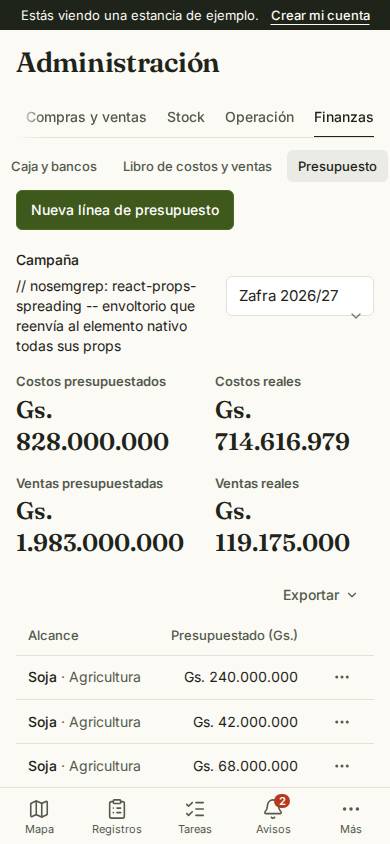 Estás viendo una estancia de ejemplo. Crear mi cuenta
Administración
Compras y ventas Stock Operación Finanzas
Caja y bancos Libro de costos y ventas Presupuesto
Nueva línea de presupuesto
Campaña
// nosemgrep: react-props-
spreading -- envoltorio que
reenvía al elemento nativo
todas sus props
Zafra 2026/27
Costos presupuestados Costos reales
Gs. Gs.
828.000.000 714.616.979
Ventas presupuestadas Ventas reales
Gs. Gs.
1.983.000.000 119.175.000
Exportar
Alcance Presupuestado (Gs.)
Soja · Agricultura Gs. 240.000.000
Soja · Agricultura Gs. 42.000.000
Soja · Agricultura Gs. 68.000.000
2
Mapa Registros Tareas Avisos Más